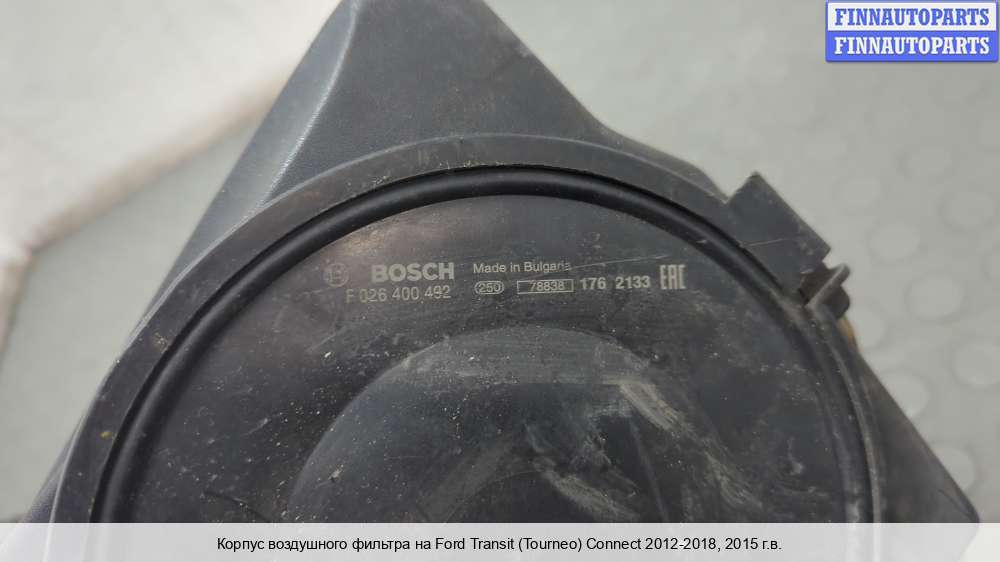 FINNAUTOPARTS
FINNAUTOPARTS
BOSCH Made in Bulgaria
F 026 400 492 250 78838 176 2133 EAC
Корпус воздушного фильтра на Ford Transit (Tourneo) Connect 2012-2018, 2015 г.в.